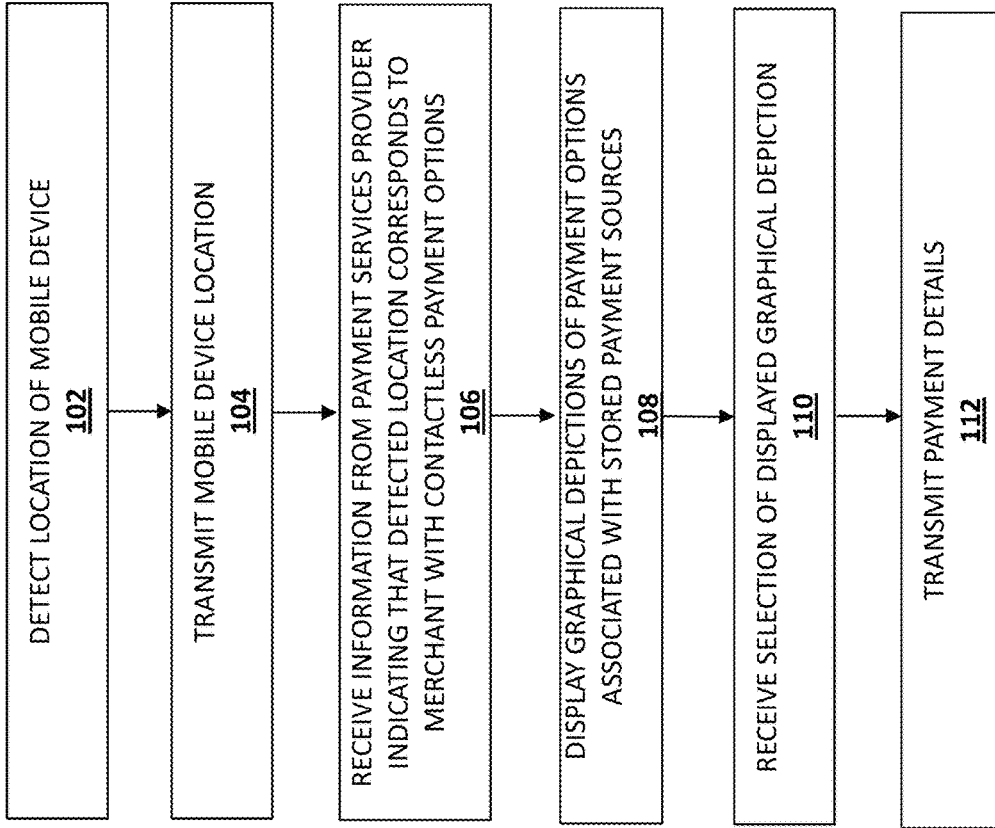 DETECT LOCATION OF MOBILE DEVICE
102
TRANSMIT MOBILE DEVICE LOCATION
104
RECEIVE INFORMATION FROM PAYMENT SERVICES PROVIDER
INDICATING THAT DETECTED LOCATION CORRESPONDS TO
MERCHANT WITH CONTACTLESS PAYMENT OPTIONS
106
DISPLAY GRAPHICAL DEPICTIONS OF PAYMENT OPTIONS
ASSOCIATED WITH STORED PAYMENT SOURCES
108
RECEIVE SELECTION OF DISPLAYED GRAPHICAL DEPICTION
110
TRANSMIT PAYMENT DETAILS
112